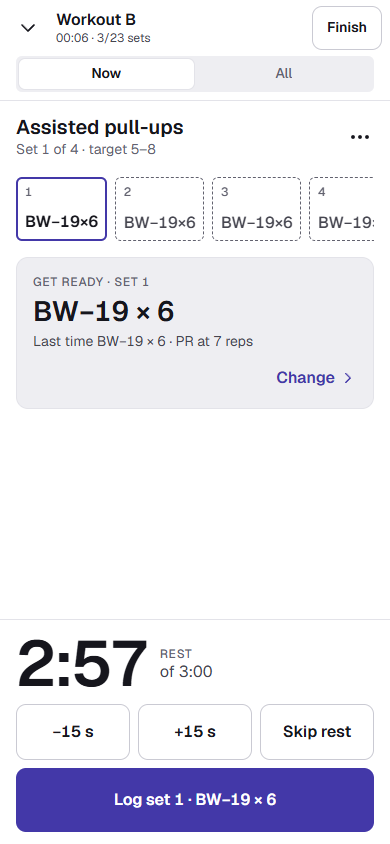 Workout B
00:06 · 3/23 sets
Finish
Now
All
Assisted pull-ups
Set 1 of 4 · target 5–8
1
BW−19×6
2
BW−19×6
3
BW−19×6
4
BW−19
GET READY · SET 1
BW−19 × 6
Last time BW−19 × 6 · PR at 7 reps
Change
2:57
REST
of 3:00
−15 s
+15 s
Skip rest
Log set 1 · BW−19 × 6